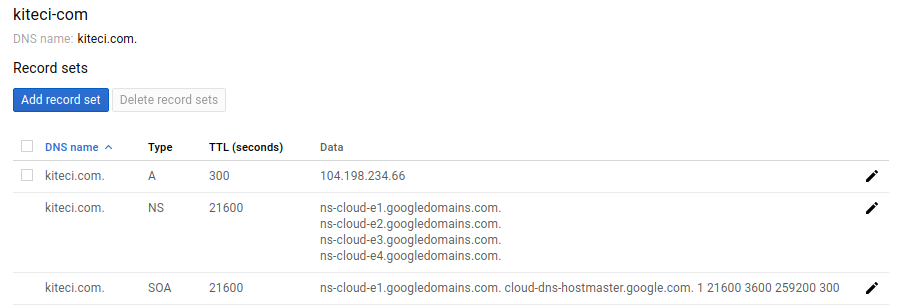 kiteci-com
DNS name: kiteci.com.
Record sets
Add record set Delete record sets
DNS name Type TTL (seconds) Data
kiteci.com. A 300 104.198.234.66
kiteci.com. NS 21600 ns-cloud-e1.googledomains.com.
ns-cloud-e2.googledomains.com.
ns-cloud-e3.googledomains.com.
ns-cloud-e4.googledomains.com.
kiteci.com. SOA 21600 ns-cloud-e1.googledomains.com. cloud-dns-hostmaster.google.com. 1 21600 3600 259200 300